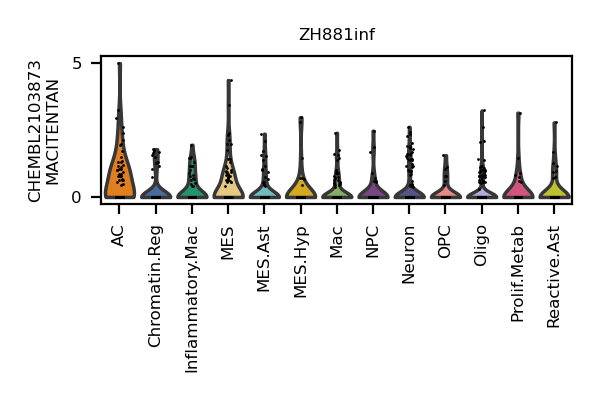 ZH881inf
CHEMBL2103873
MACITENTAN
5
0
AC
Chromatin.Reg
Inflammatory.Mac
MES
MES.Ast
MES.Hyp
Mac
NPC
Neuron
OPC
Oligo
Prolif.Metab
Reactive.Ast